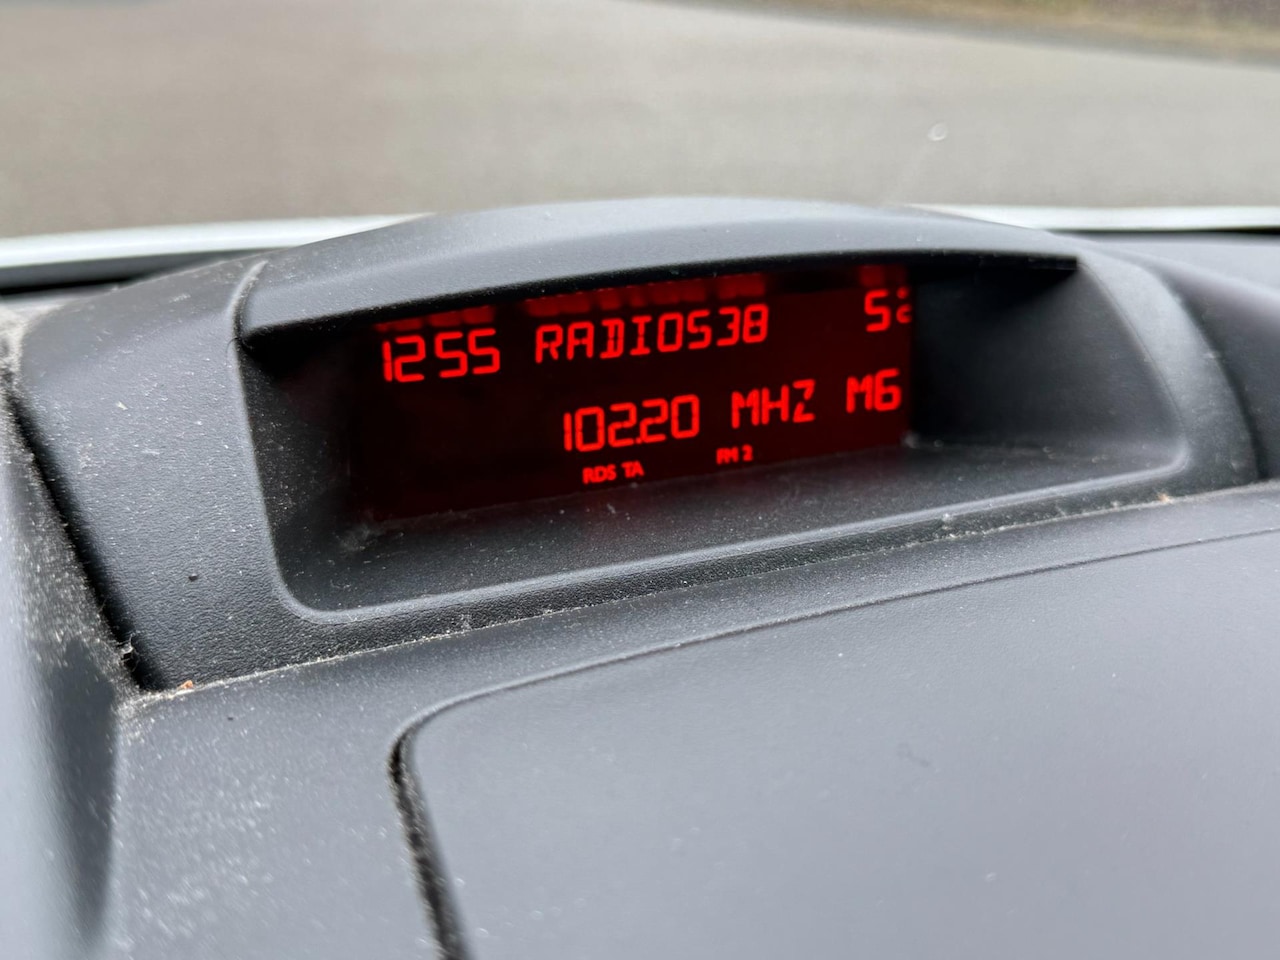 12 55 RADIO538 5
102.20 MHZ M6
RDS TA FM 2